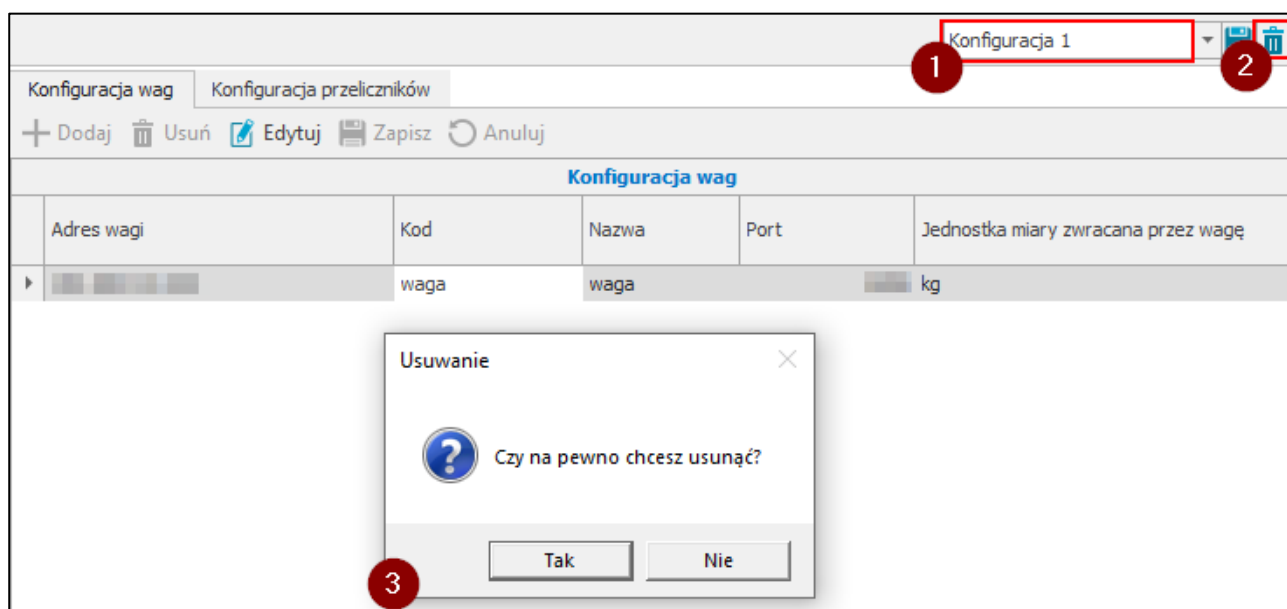 Konfiguracja 1
1
2
Konfiguracja wag Konfiguracja przeliczników
Dodaj Usuń Edytuj Zapisz Anuluj
Konfiguracja wag
Adres wagi Kod Nazwa Port Jednostka miary zwracana przez wagę
waga waga kg
Usuwanie
Czy na pewno chcesz usunąć?
Tak Nie
3